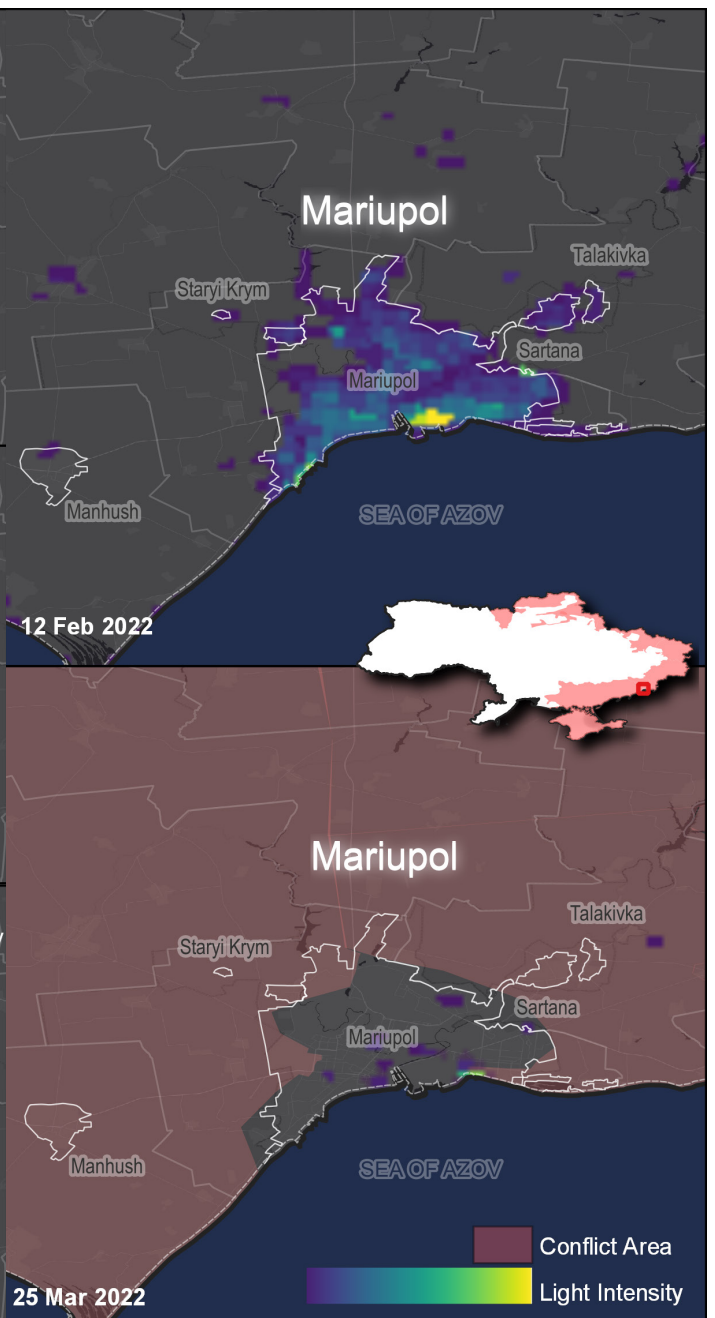 Mariupol
Talakivka
Staryi Krym
Sartana
Mariupol
Manhush
SEA OF AZOV
12 Feb 2022
Mariupol
Talakivka
Staryi Krym
Sartana
Mariupol
Manhush
SEA OF AZOV
Conflict Area
Light Intensity
25 Mar 2022